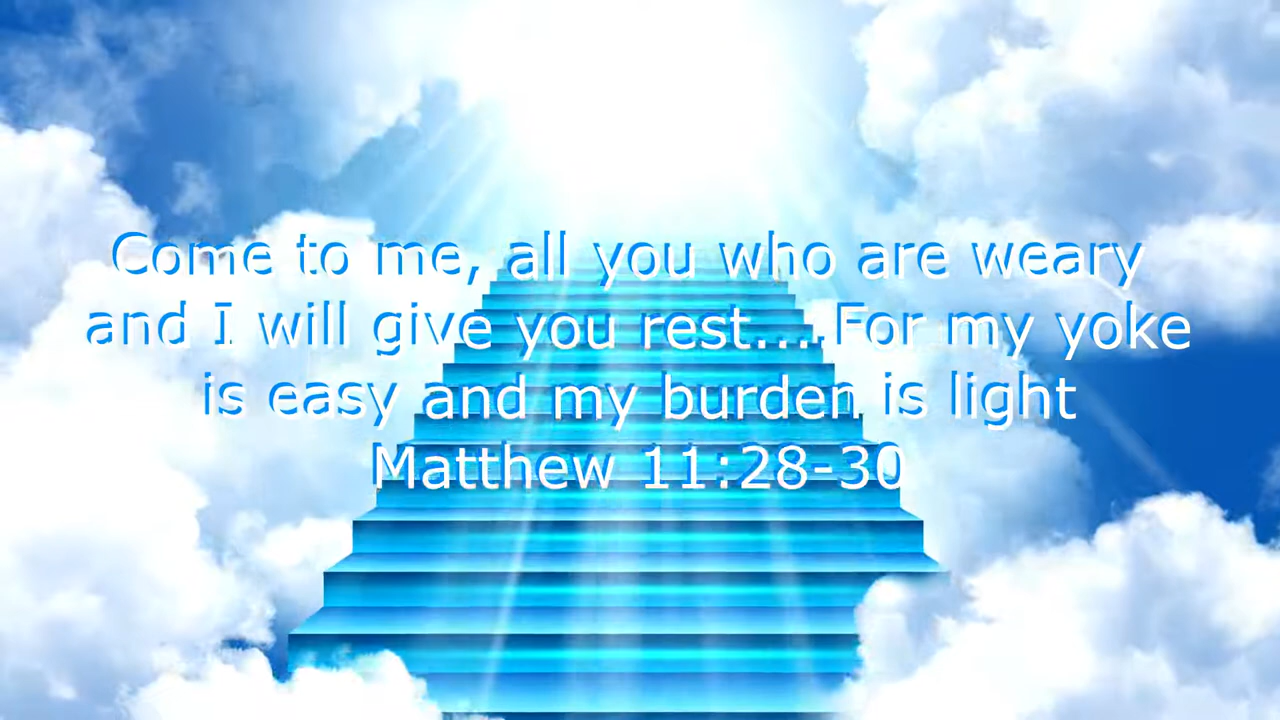 Come to me, all you who are weary
and I will give you rest....For my yoke
is easy and my burden is light
Matthew 11:28-30